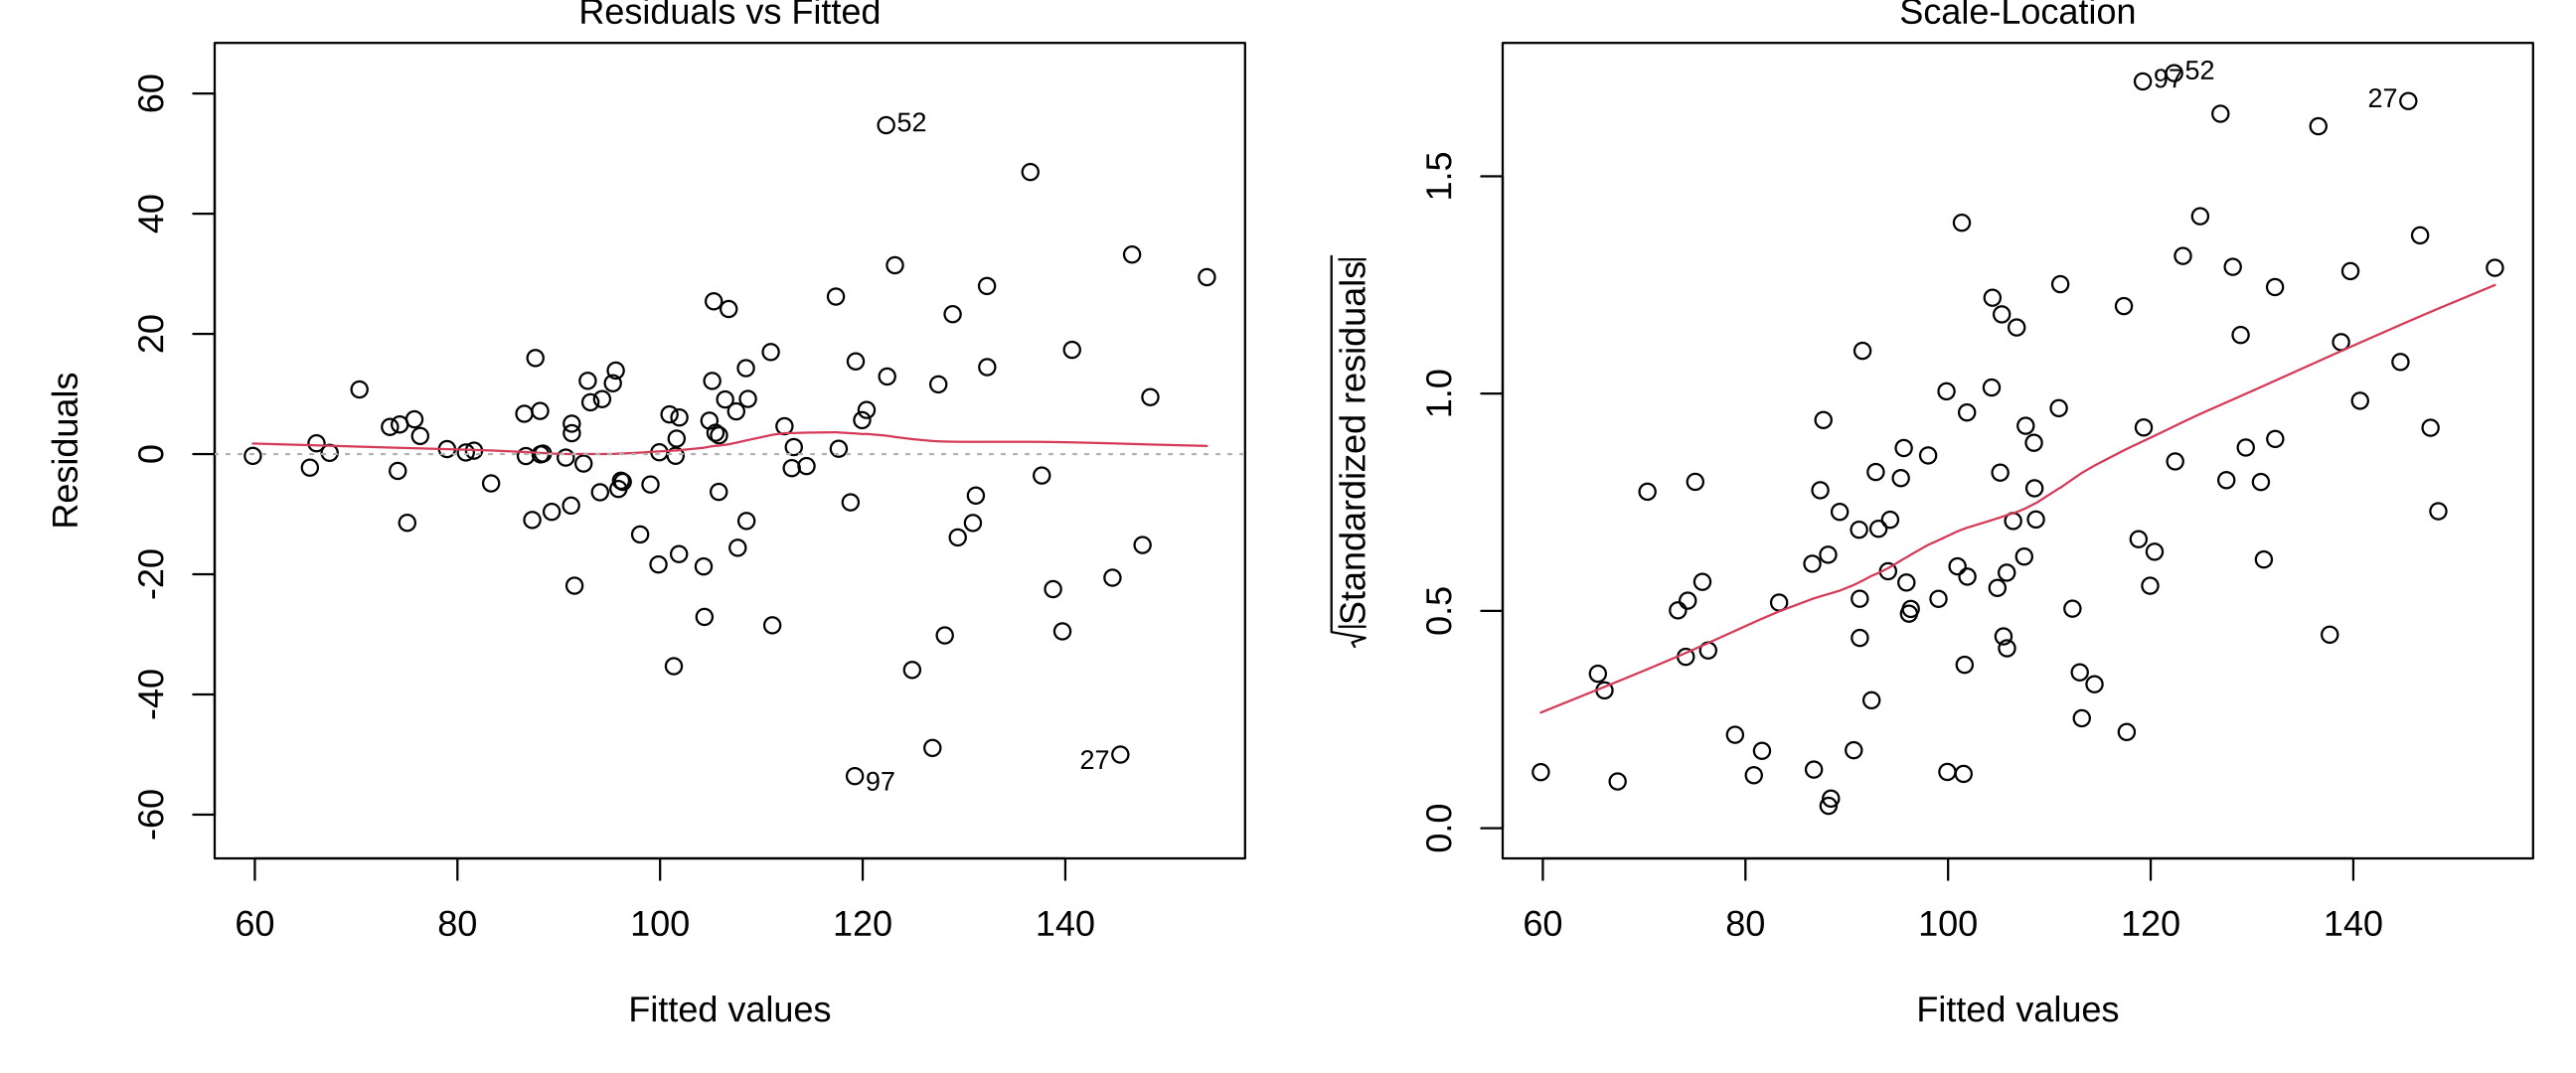 Residuals vs Fitted
Residuals
60
40
20
0
-20
-40
-60
52
97
27
60 80 100 120 140
Fitted values
Scale-Location
√|Standardized residuals|
1.5
1.0
0.5
0.0
97
52
27
60 80 100 120 140
Fitted values